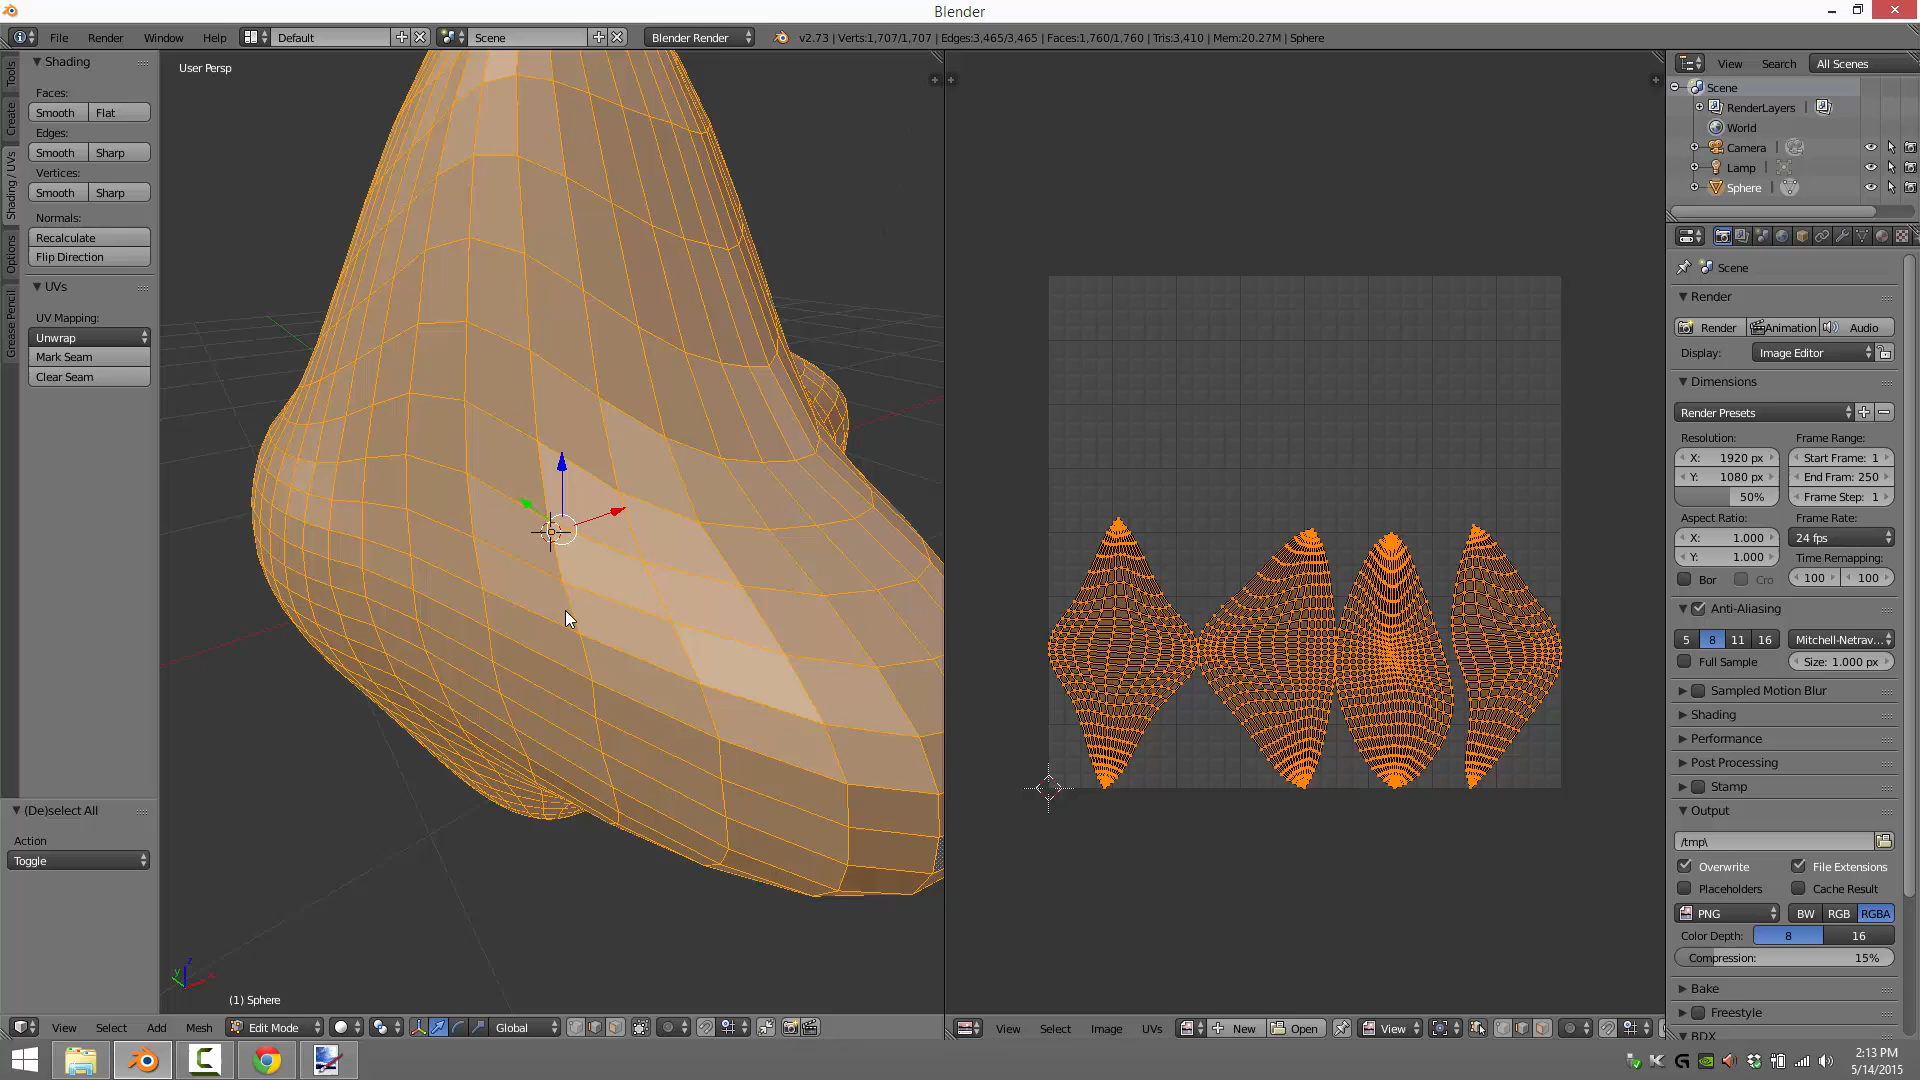 Blender
File Render Window Help Default Scene Blender Render v2.73 | Verts:1,707/1,707 | Edges:3,465/3,465 | Faces:1,760/1,760 | Tris:3,410 | Mem:20.27M | Sphere
Tools
Create
Shading / UVs
Options
Grease Pencil
Shading
Faces:
Smooth Flat
Edges:
Smooth Sharp
Vertices:
Smooth Sharp
Normals:
Recalculate
Flip Direction
UVs
UV Mapping:
Unwrap
Mark Seam
Clear Seam
(De)select All
Action
Toggle
User Persp
(1) Sphere
View Select Add Mesh Edit Mode Global
View Select Image UVs New Open View
View Search All Scenes
Scene
RenderLayers
World
Camera
Lamp
Sphere
Scene
Render
Render Animation Audio
Display: Image Editor
Dimensions
Render Presets
Resolution: Frame Range:
X: 1920 px Start Frame: 1
Y: 1080 px End Fram: 250
50% Frame Step: 1
Aspect Ratio: Frame Rate:
X: 1.000 24 fps
Y: 1.000 Time Remapping:
Bor Cro 100 100
Anti-Aliasing
5 8 11 16 Mitchell-Netrav...
Full Sample Size: 1.000 px
Sampled Motion Blur
Shading
Performance
Post Processing
Stamp
Output
/tmp\
Overwrite File Extensions
Placeholders Cache Result
PNG BW RGB RGBA
Color Depth: 8 16
Compression: 15%
Bake
Freestyle
BDX
2:13 PM
5/14/2015